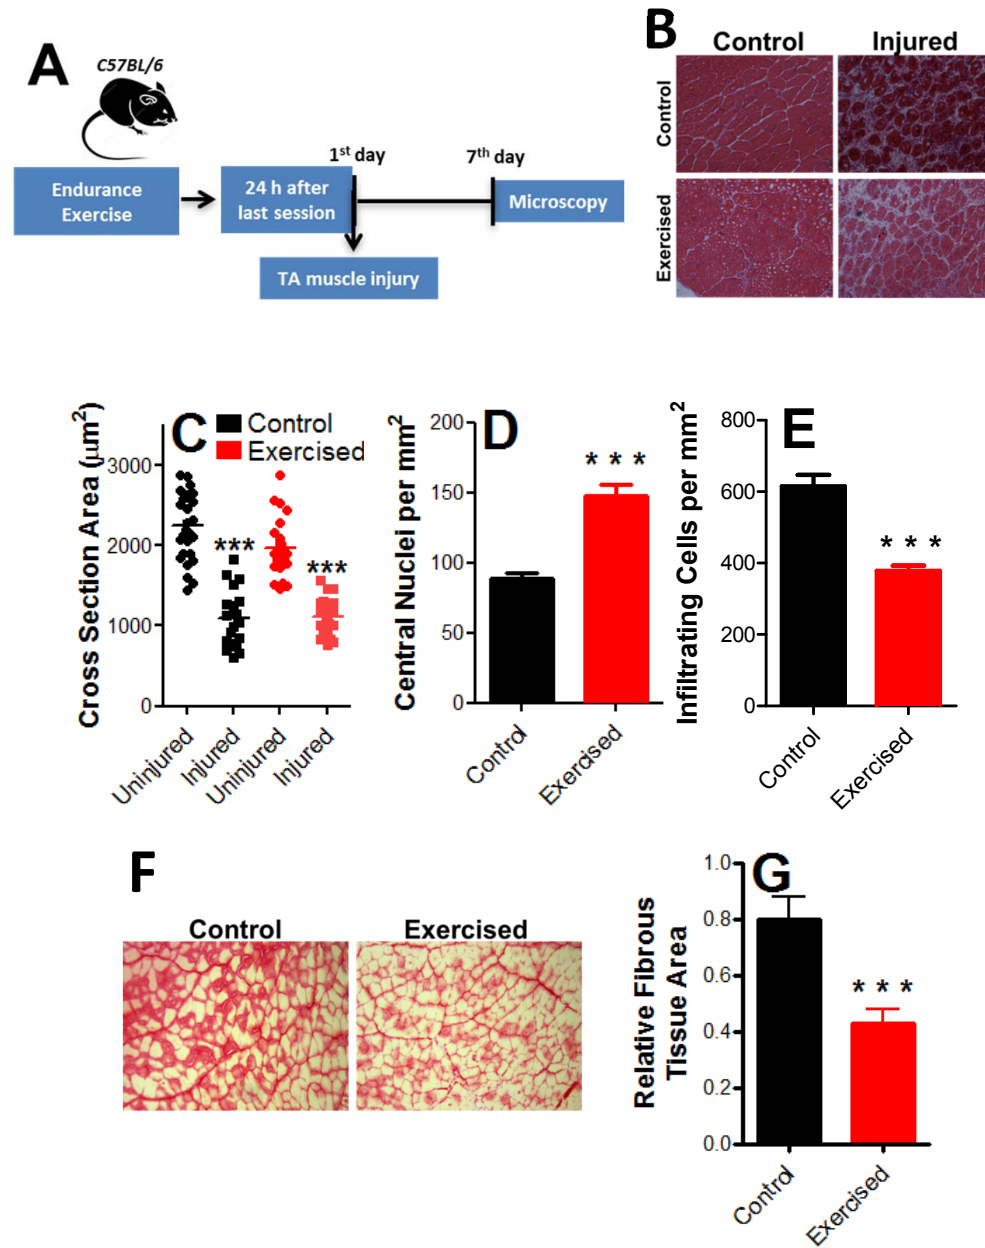 A
C57BL/6
Endurance
Exercise
24 h after
last session
1st day
7th day
Microscopy
TA muscle injury
B
Control
Injured
Control
Exercised
C
Control
Exercised
Cross Section Area (µm²)
3000
2000
1000
0
***
***
Uninjured
Injured
Uninjured
Injured
D
Central Nuclei per mm²
200
150
100
50
0
* * *
Control
Exercised
E
Infiltrating Cells per mm²
800
600
400
200
0
* * *
Control
Exercised
F
Control
Exercised
G
Relative Fibrous
Tissue Area
1.0
0.8
0.6
0.4
0.2
0.0
* * *
Control
Exercised